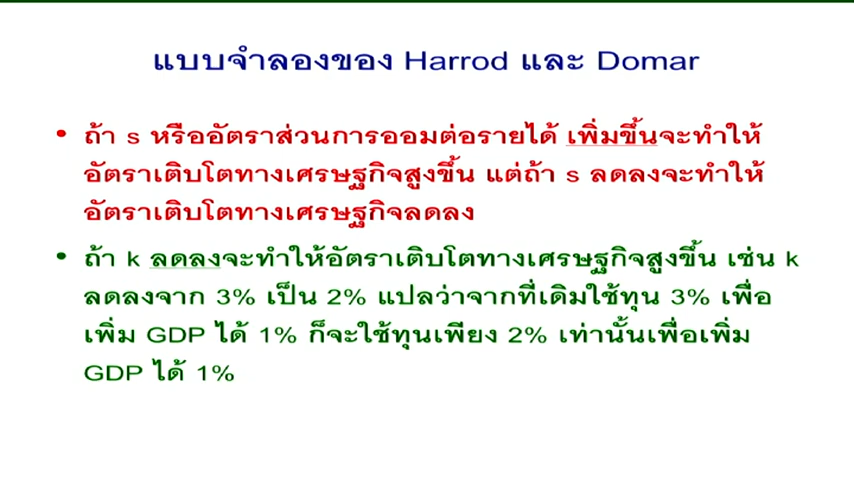 แบบจำลองของ Harrod และ Domar
• ถ้า s หรืออัตราส่วนการออมต่อรายได้ เพิ่มขึ้นจะทำให้
อัตราเติบโตทางเศรษฐกิจสูงขึ้น แต่ถ้า s ลดลงจะทำให้
อัตราเติบโตทางเศรษฐกิจลดลง
• ถ้า k ลดลงจะทำให้อัตราเติบโตทางเศรษฐกิจสูงขึ้น เช่น k
ลดลงจาก 3% เป็น 2% แปลว่าจากที่เดิมใช้ทุน 3% เพื่อ
เพิ่ม GDP ได้ 1% ก็จะใช้ทุนเพียง 2% เท่านั้นเพื่อเพิ่ม
GDP ได้ 1%